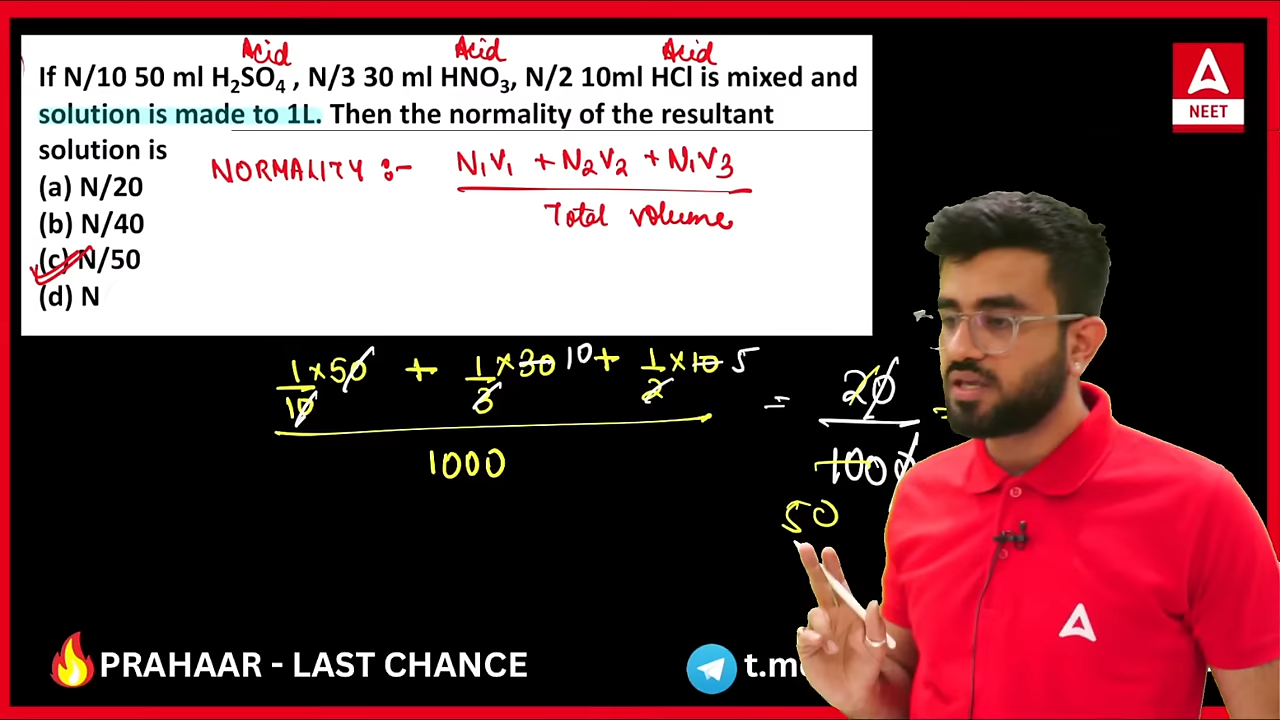 Acid Acid Acid
If N/10 50 ml H₂SO₄ , N/3 30 ml HNO₃, N/2 10ml HCl is mixed and
solution is made to 1L. Then the normality of the resultant
solution is
NORMALITY :- N₁V₁ + N₂V₂ + N₁V₃
Total volume
(a) N/20
(b) N/40
(c) N/50
(d) N
A
NEET
1/10 × 50 + 1/3 × 30 10 + 1/2 × 10 5
1000
= 20/1000 =
50
PRAHAAR - LAST CHANCE